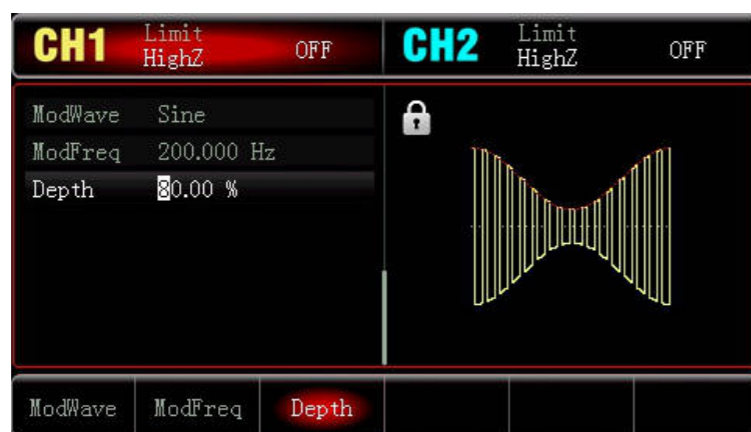 CH1 Limit HighZ OFF
CH2 Limit HighZ OFF
ModWave Sine
ModFreq 200.000 Hz
Depth 80.00 %
ModWave ModFreq Depth